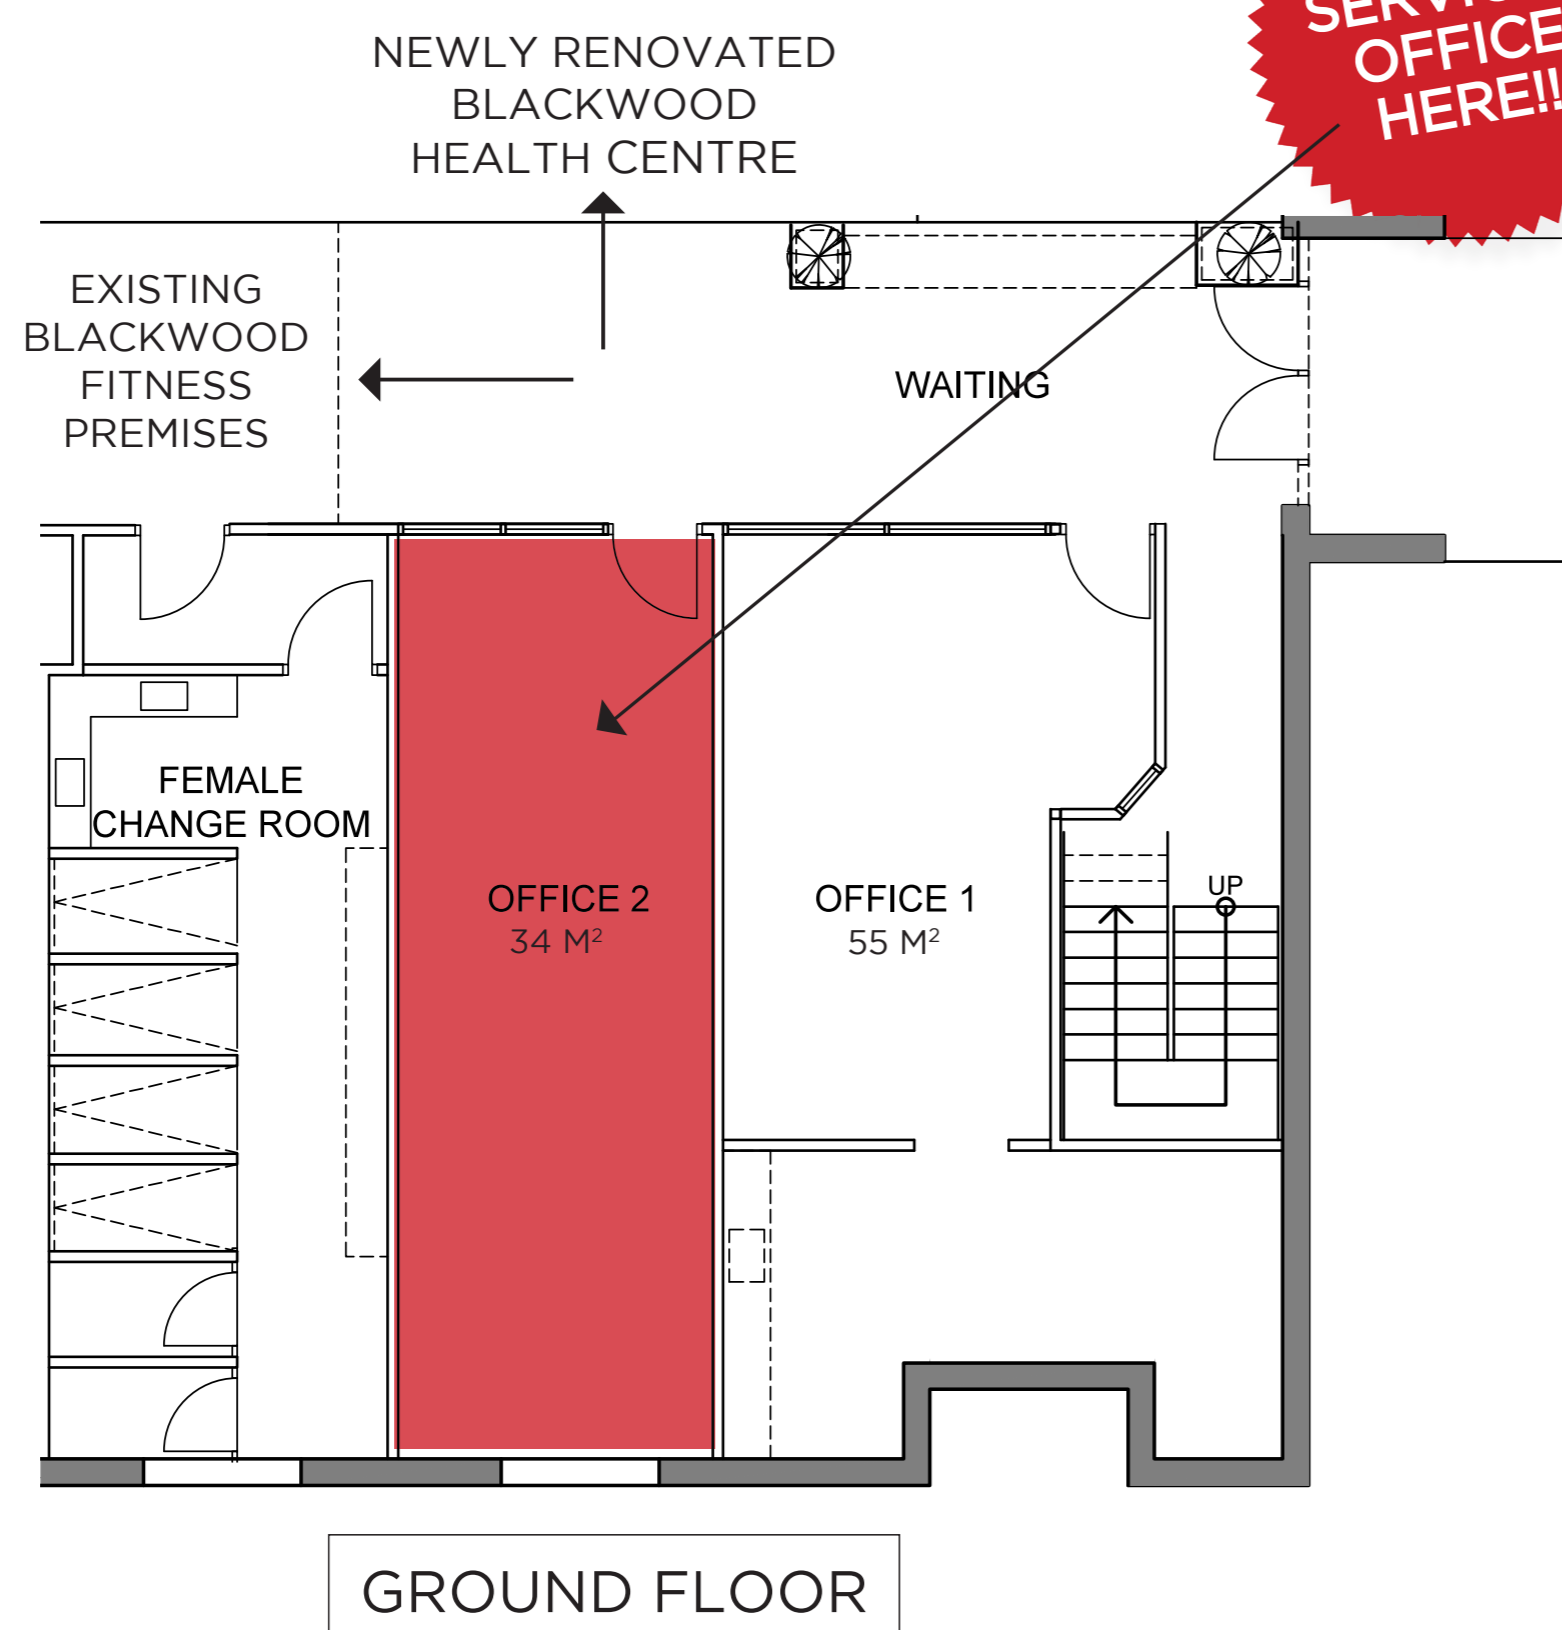 NEWLY RENOVATED
BLACKWOOD
HEALTH CENTRE
OFFICE
HERE!!
EXISTING
BLACKWOOD
FITNESS
PREMISES
WAITING
FEMALE
CHANGE ROOM
OFFICE 2
34 M²
OFFICE 1
55 M²
UP
GROUND FLOOR